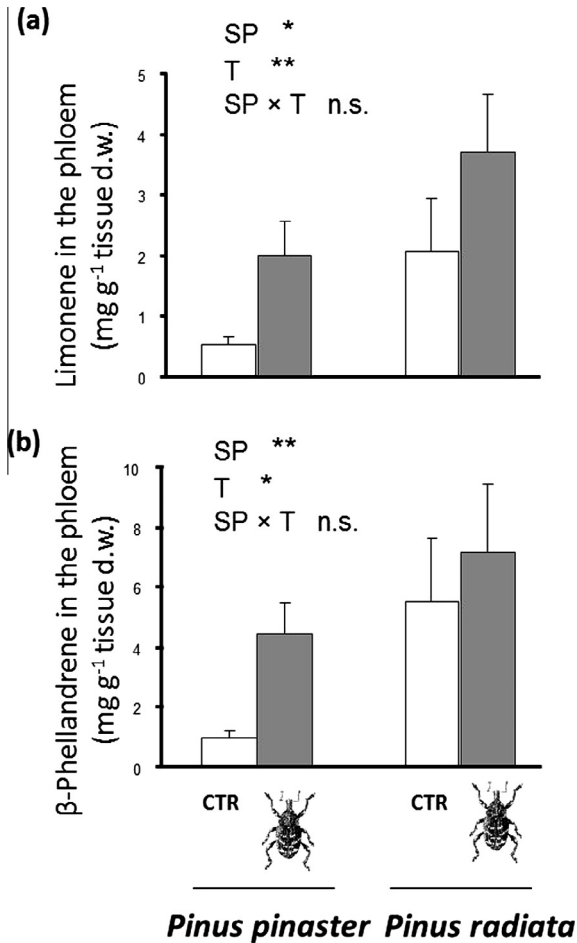 (a)
SP *
T **
SP × T n.s.
Limonene in the phloem
(mg g⁻¹ tissue d.w.)
5
4
3
2
1
0
(b)
SP **
T *
SP × T n.s.
β-Phellandrene in the phloem
(mg g⁻¹ tissue d.w.)
10
8
6
4
2
0
CTR CTR
Pinus pinaster Pinus radiata